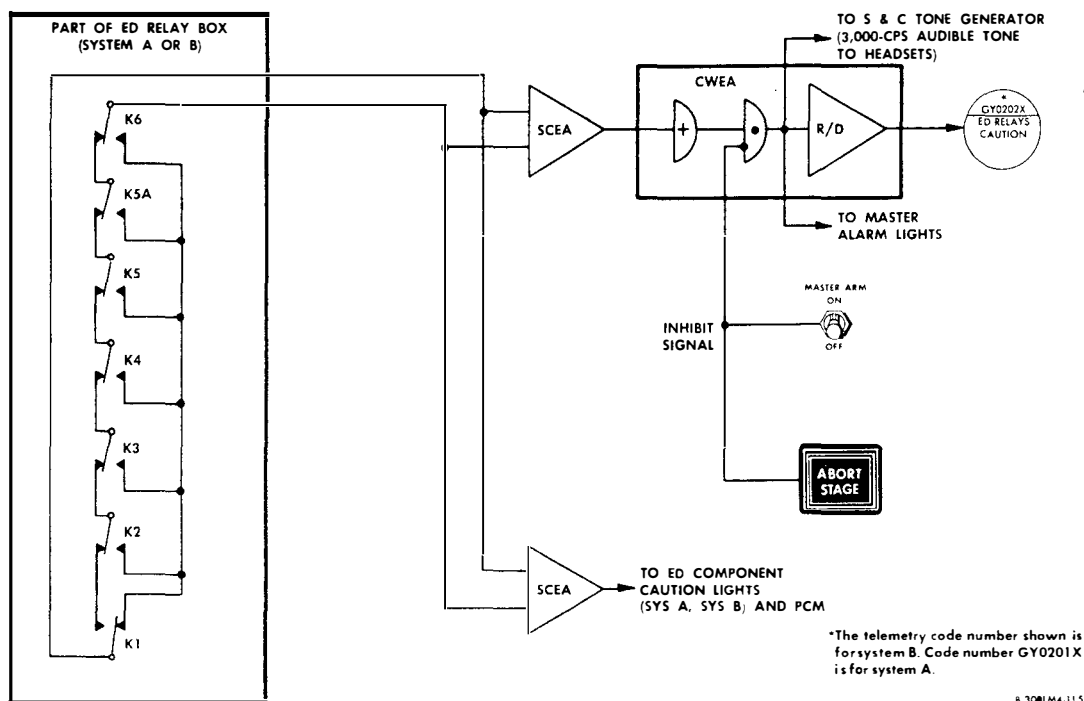 PART OF ED RELAY BOX
(SYSTEM A OR B)
K6
K5A
K5
K4
K3
K2
K1
SCEA
CWEA
+
R/D
TO S & C TONE GENERATOR
(3,000-CPS AUDIBLE TONE
TO HEADSETS)
*
GY0202X
ED RELAYS
CAUTION
TO MASTER
ALARM LIGHTS
MASTER ARM
ON
OFF
INHIBIT
SIGNAL
ABORT
STAGE
SCEA
TO ED COMPONENT
CAUTION LIGHTS
(SYS A, SYS B) AND PCM
*The telemetry code number shown is
for system B. Code number GY0201X
is for system A.